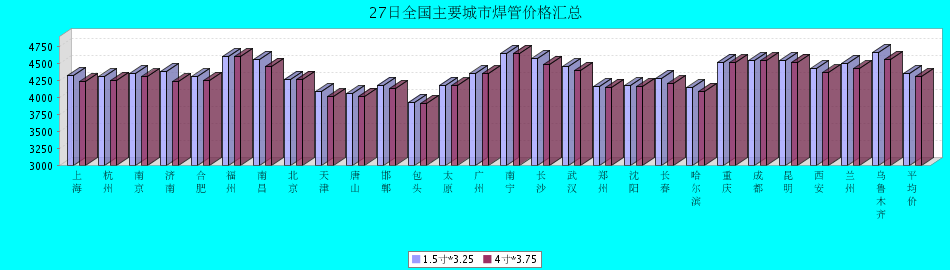 27日全国主要城市焊管价格汇总
4750
4500
4250
4000
3750
3500
3250
3000
上海
杭州
南京
济南
合肥
福州
南昌
北京
天津
唐山
邯郸
包头
太原
广州
南宁
长沙
武汉
郑州
沈阳
长春
哈尔滨
重庆
成都
昆明
西安
兰州
乌鲁木齐
平均价
1.5寸*3.25
4寸*3.75